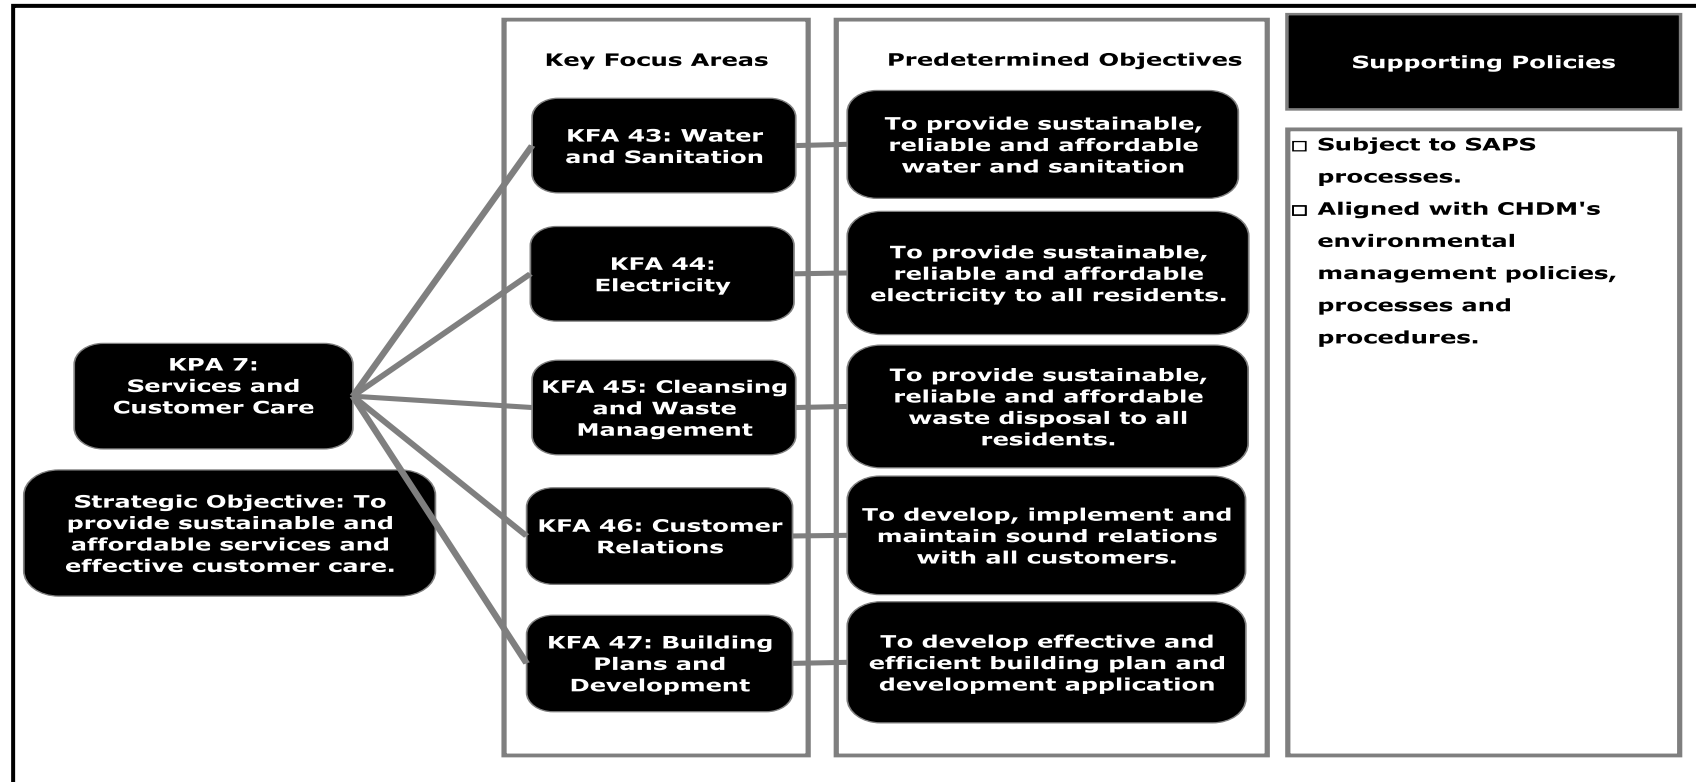 KPA 7:
Services and
Customer Care
Strategic Objective: To
provide sustainable and
affordable services and
effective customer care.
Key Focus Areas
KFA 43: Water
and Sanitation
KFA 44:
Electricity
KFA 45: Cleansing
and Waste
Management
KFA 46: Customer
Relations
KFA 47: Building
Plans and
Development
Predetermined Objectives
To provide sustainable,
reliable and affordable
water and sanitation
To provide sustainable,
reliable and affordable
electricity to all residents.
To provide sustainable,
reliable and affordable
waste disposal to all
residents.
To develop, implement and
maintain sound relations
with all customers.
To develop effective and
efficient building plan and
development application
Supporting Policies
□ Subject to SAPS
processes.
□ Aligned with CHDM's
environmental
management policies,
processes and
procedures.